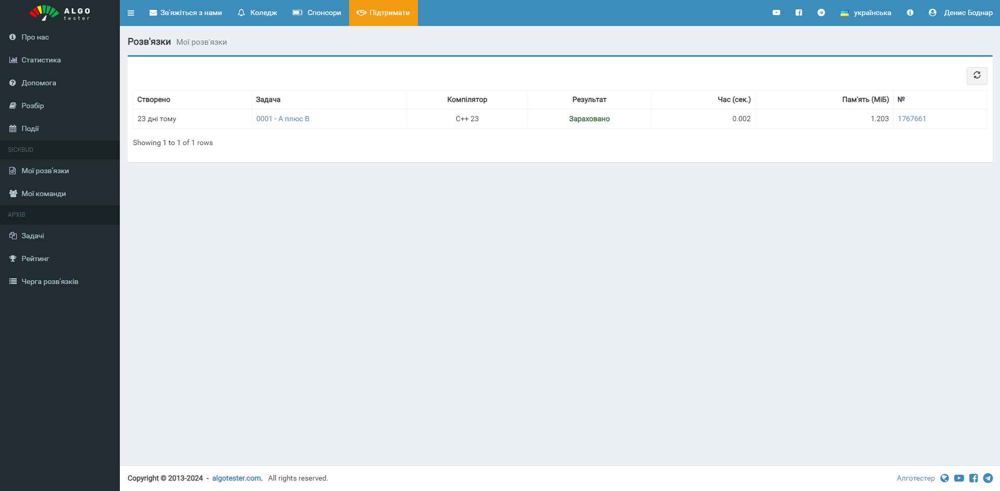 ALGO
tester
Зв'яжіться з нами
Коледж
Спонсори
Підтримати
українська
Денис Боднар
Про нас
Статистика
Допомога
Розбір
Події
SICKBUD
Мої розв'язки
Мої команди
АРХІВ
Задачі
Рейтинг
Черга розв'язків
Розв'язки Мої розв'язки
Створено Задача Компілятор Результат Час (сек.) Пам'ять (МіБ) №
23 дні тому 0001 - А плюс В C++ 23 Зараховано 0.002 1.203 1767661
Showing 1 to 1 of 1 rows
Copyright © 2013-2024 - algotester.com. All rights reserved.
Алготестер